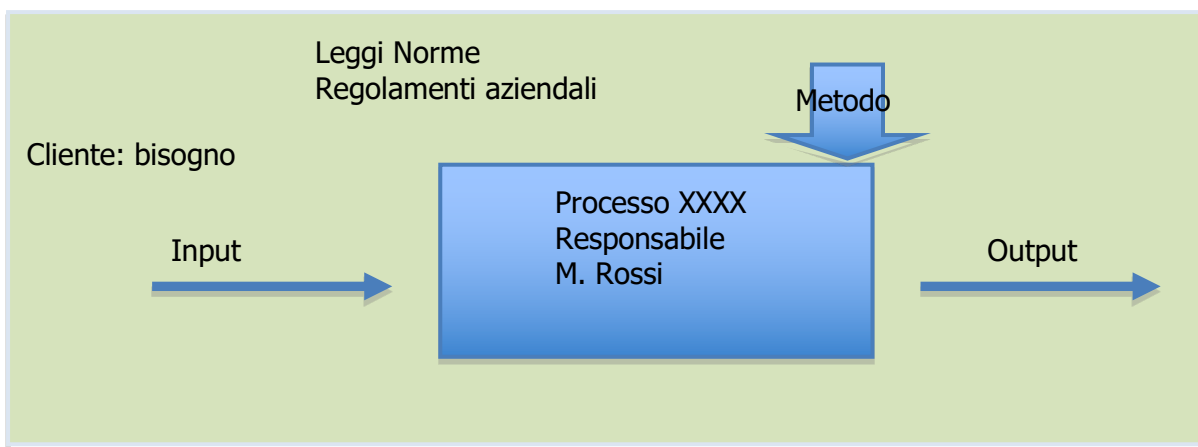 Leggi Norme
Regolamenti aziendali
Metodo
Cliente: bisogno
Processo XXXX
Responsabile
M. Rossi
Input
Output